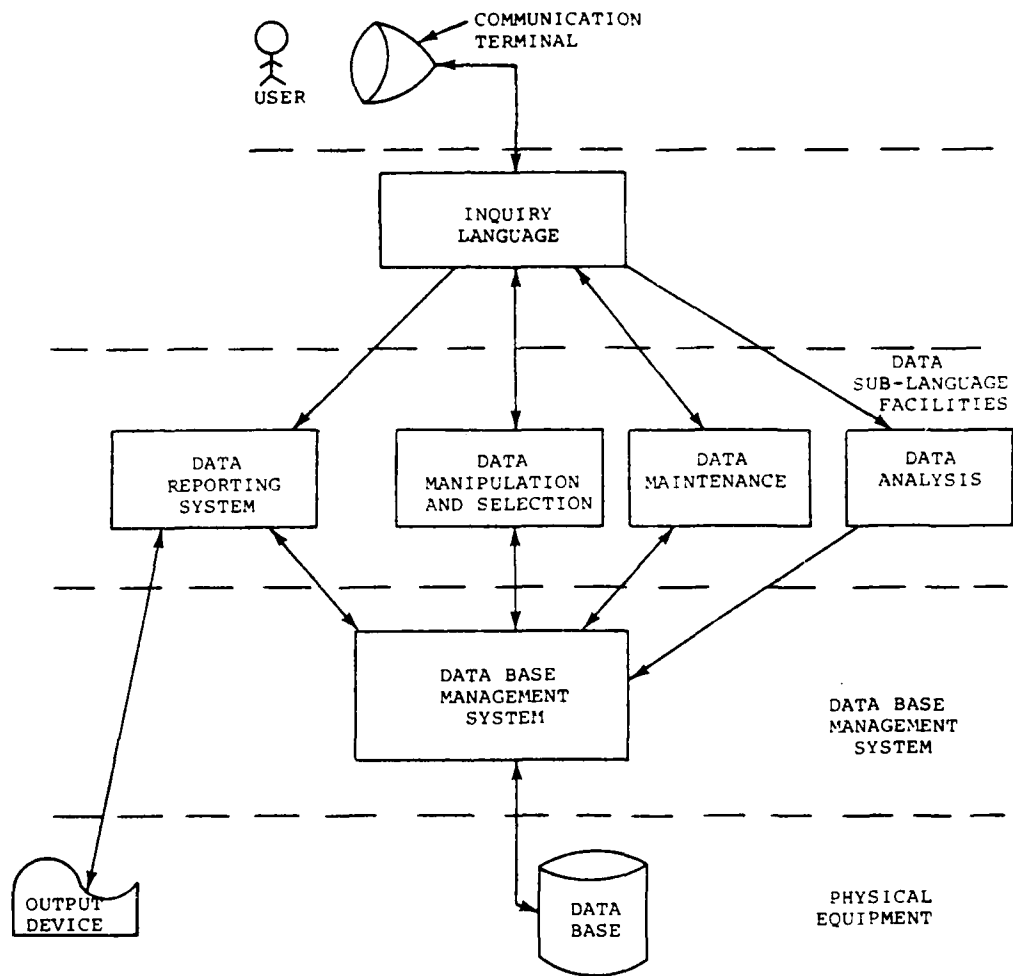 COMMUNICATION
TERMINAL
USER
INQUIRY
LANGUAGE
DATA
SUB-LANGUAGE
FACILITIES
DATA
REPORTING
SYSTEM
DATA
MANIPULATION
AND SELECTION
DATA
MAINTENANCE
DATA
ANALYSIS
DATA BASE
MANAGEMENT
SYSTEM
DATA BASE
MANAGEMENT
SYSTEM
OUTPUT
DEVICE
DATA
BASE
PHYSICAL
EQUIPMENT